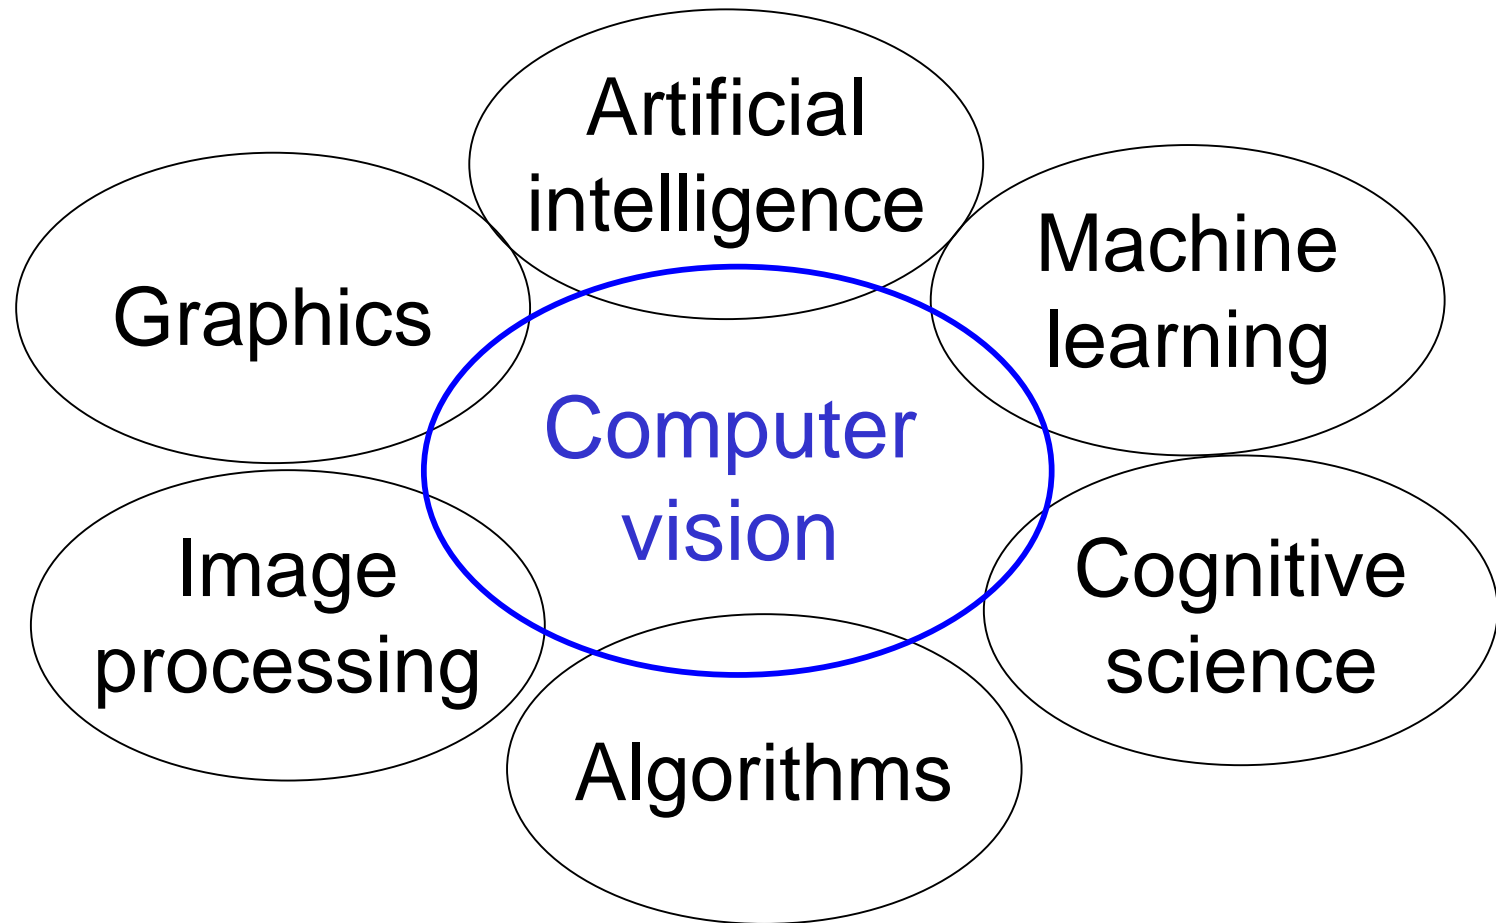 Artificial
intelligence
Machine
learning
Graphics
Computer
vision
Image
processing
Cognitive
science
Algorithms